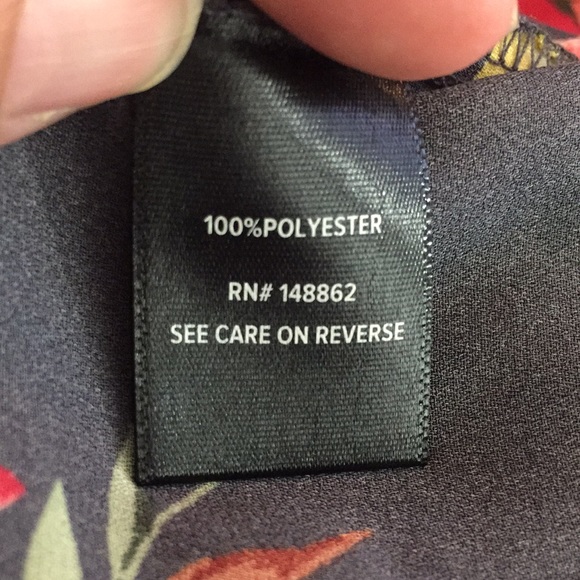 100%POLYESTER
RN# 148862
SEE CARE ON REVERSE